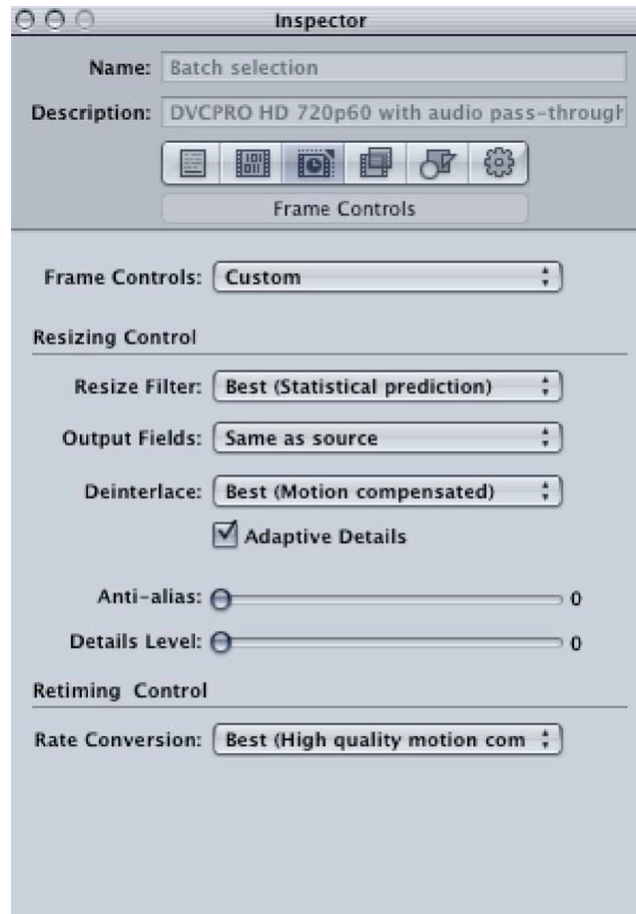 Inspector
Name: Batch selection
Description: DVCPRO HD 720p60 with audio pass-through
Frame Controls
Frame Controls: Custom
Resizing Control
Resize Filter: Best (Statistical prediction)
Output Fields: Same as source
Deinterlace: Best (Motion compensated)
Adaptive Details
Anti-alias: 0
Details Level: 0
Retiming Control
Rate Conversion: Best (High quality motion com